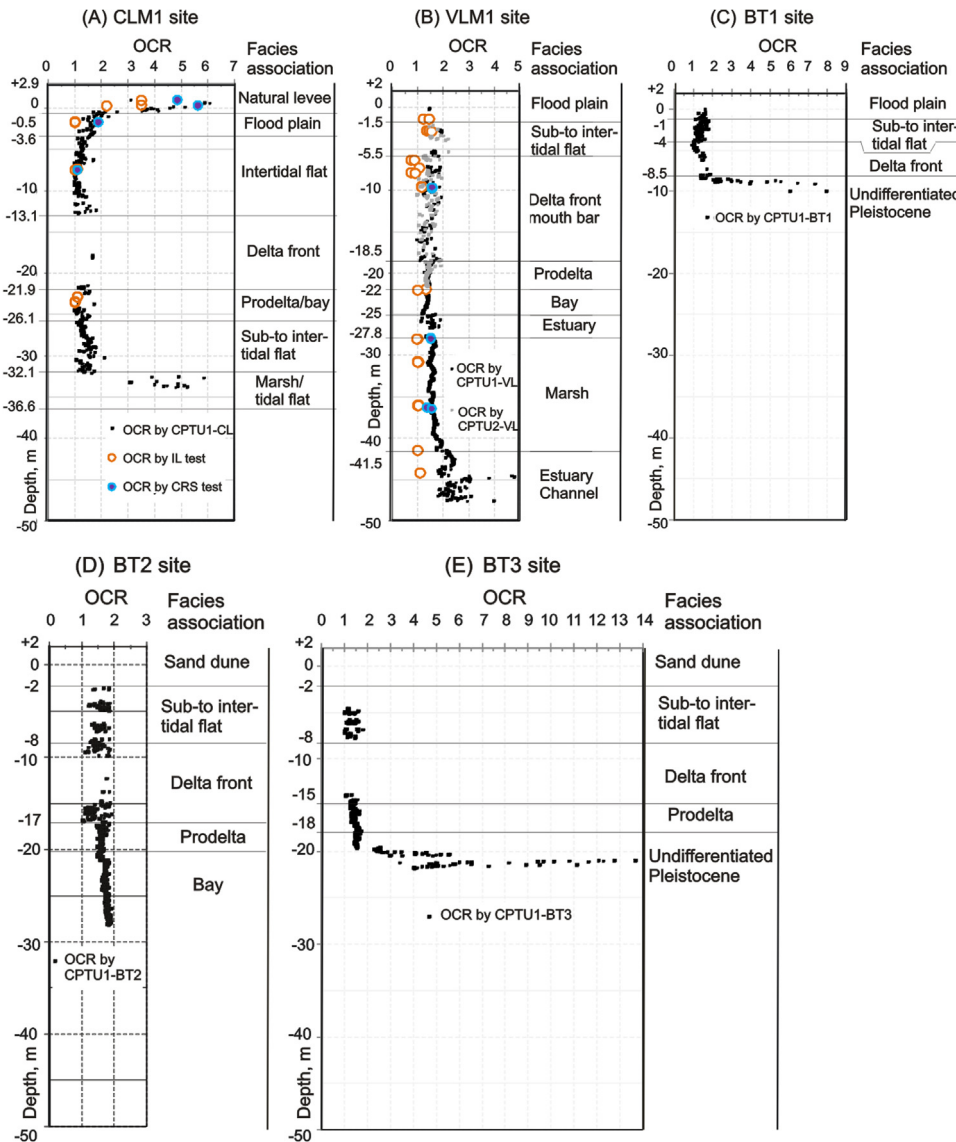 (A) CLM1 site
OCR
0 1 2 3 4 5 6 7
Facies
association
+2.9
0
-0.5
-3.6
-10
-13.1
-20
-21.9
-26.1
-30
-32.1
-36.6
-40
-50
Depth, m
Natural levee
Flood plain
Intertidal flat
Delta front
Prodelta/bay
Sub-to inter-
tidal flat
Marsh/
tidal flat
OCR by CPTU1-CL
OCR by IL test
OCR by CRS test
(B) VLM1 site
OCR
0 1 2 3 4 5
Facies
association
+2
0
-1.5
-5.5
-10
-18.5
-20
-22
-25
-27.8
-30
-40
-41.5
-50
Depth, m
Flood plain
Sub-to inter-
tidal flat
Delta front
mouth bar
Prodelta
Bay
Estuary
Marsh
Estuary
Channel
OCR by
CPTU1-VL
OCR by
CPTU2-VL
(C) BT1 site
OCR
0 1 2 3 4 5 6 7 8 9
Facies
association
+2
0
-1
-4
-8.5
-10
-20
-30
-40
-50
Depth, m
Flood plain
Sub-to inter-
tidal flat
Delta front
Undifferentiated
Pleistocene
OCR by CPTU1-BT1
(D) BT2 site
OCR
0 1 2 3
Facies
association
+2
0
-2
-8
-10
-17
-20
-30
-40
-50
Depth, m
Sand dune
Sub-to inter-
tidal flat
Delta front
Prodelta
Bay
OCR by
CPTU1-BT2
(E) BT3 site
OCR
0 1 2 3 4 5 6 7 8 9 10 11 12 13 14
Facies
association
+2
0
-2
-8
-10
-15
-18
-20
-30
-40
-50
Depth, m
Sand dune
Sub-to inter-
tidal flat
Delta front
Prodelta
Undifferentiated
Pleistocene
OCR by CPTU1-BT3